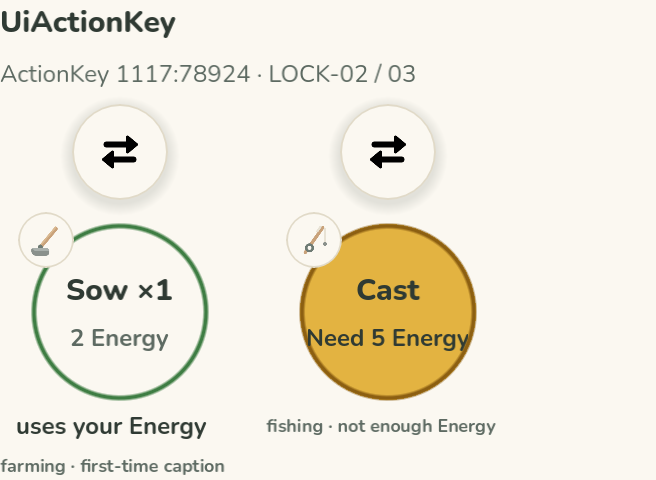 UiActionKey
ActionKey 1117:78924 · LOCK-02 / 03
Sow ×1
2 Energy
uses your Energy
farming · first-time caption
Cast
Need 5 Energy
fishing · not enough Energy